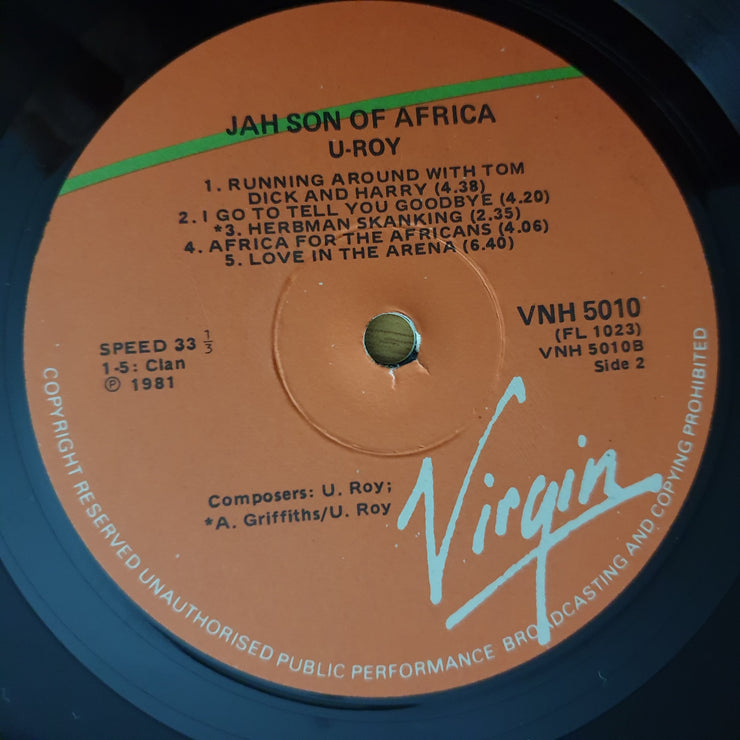 JAH SON OF AFRICA
U-ROY
1. RUNNING AROUND WITH TOM
DICK AND HARRY (4.38)
2. I GO TO TELL YOU GOODBYE (4.20)
*3. HERBMAN SKANKING (2.35)
4. AFRICA FOR THE AFRICANS (4.06)
5. LOVE IN THE ARENA (6.40)
SPEED 33 1/3
1-5: Clan
Ⓟ 1981
VNH 5010
(FL 1023)
VNH 5010B
Side 2
Composers: U. Roy;
*A. Griffiths/U. Roy
Virgin
COPYRIGHT RESERVED UNAUTHORISED PUBLIC PERFORMANCE BROADCASTING AND COPYING PROHIBITED